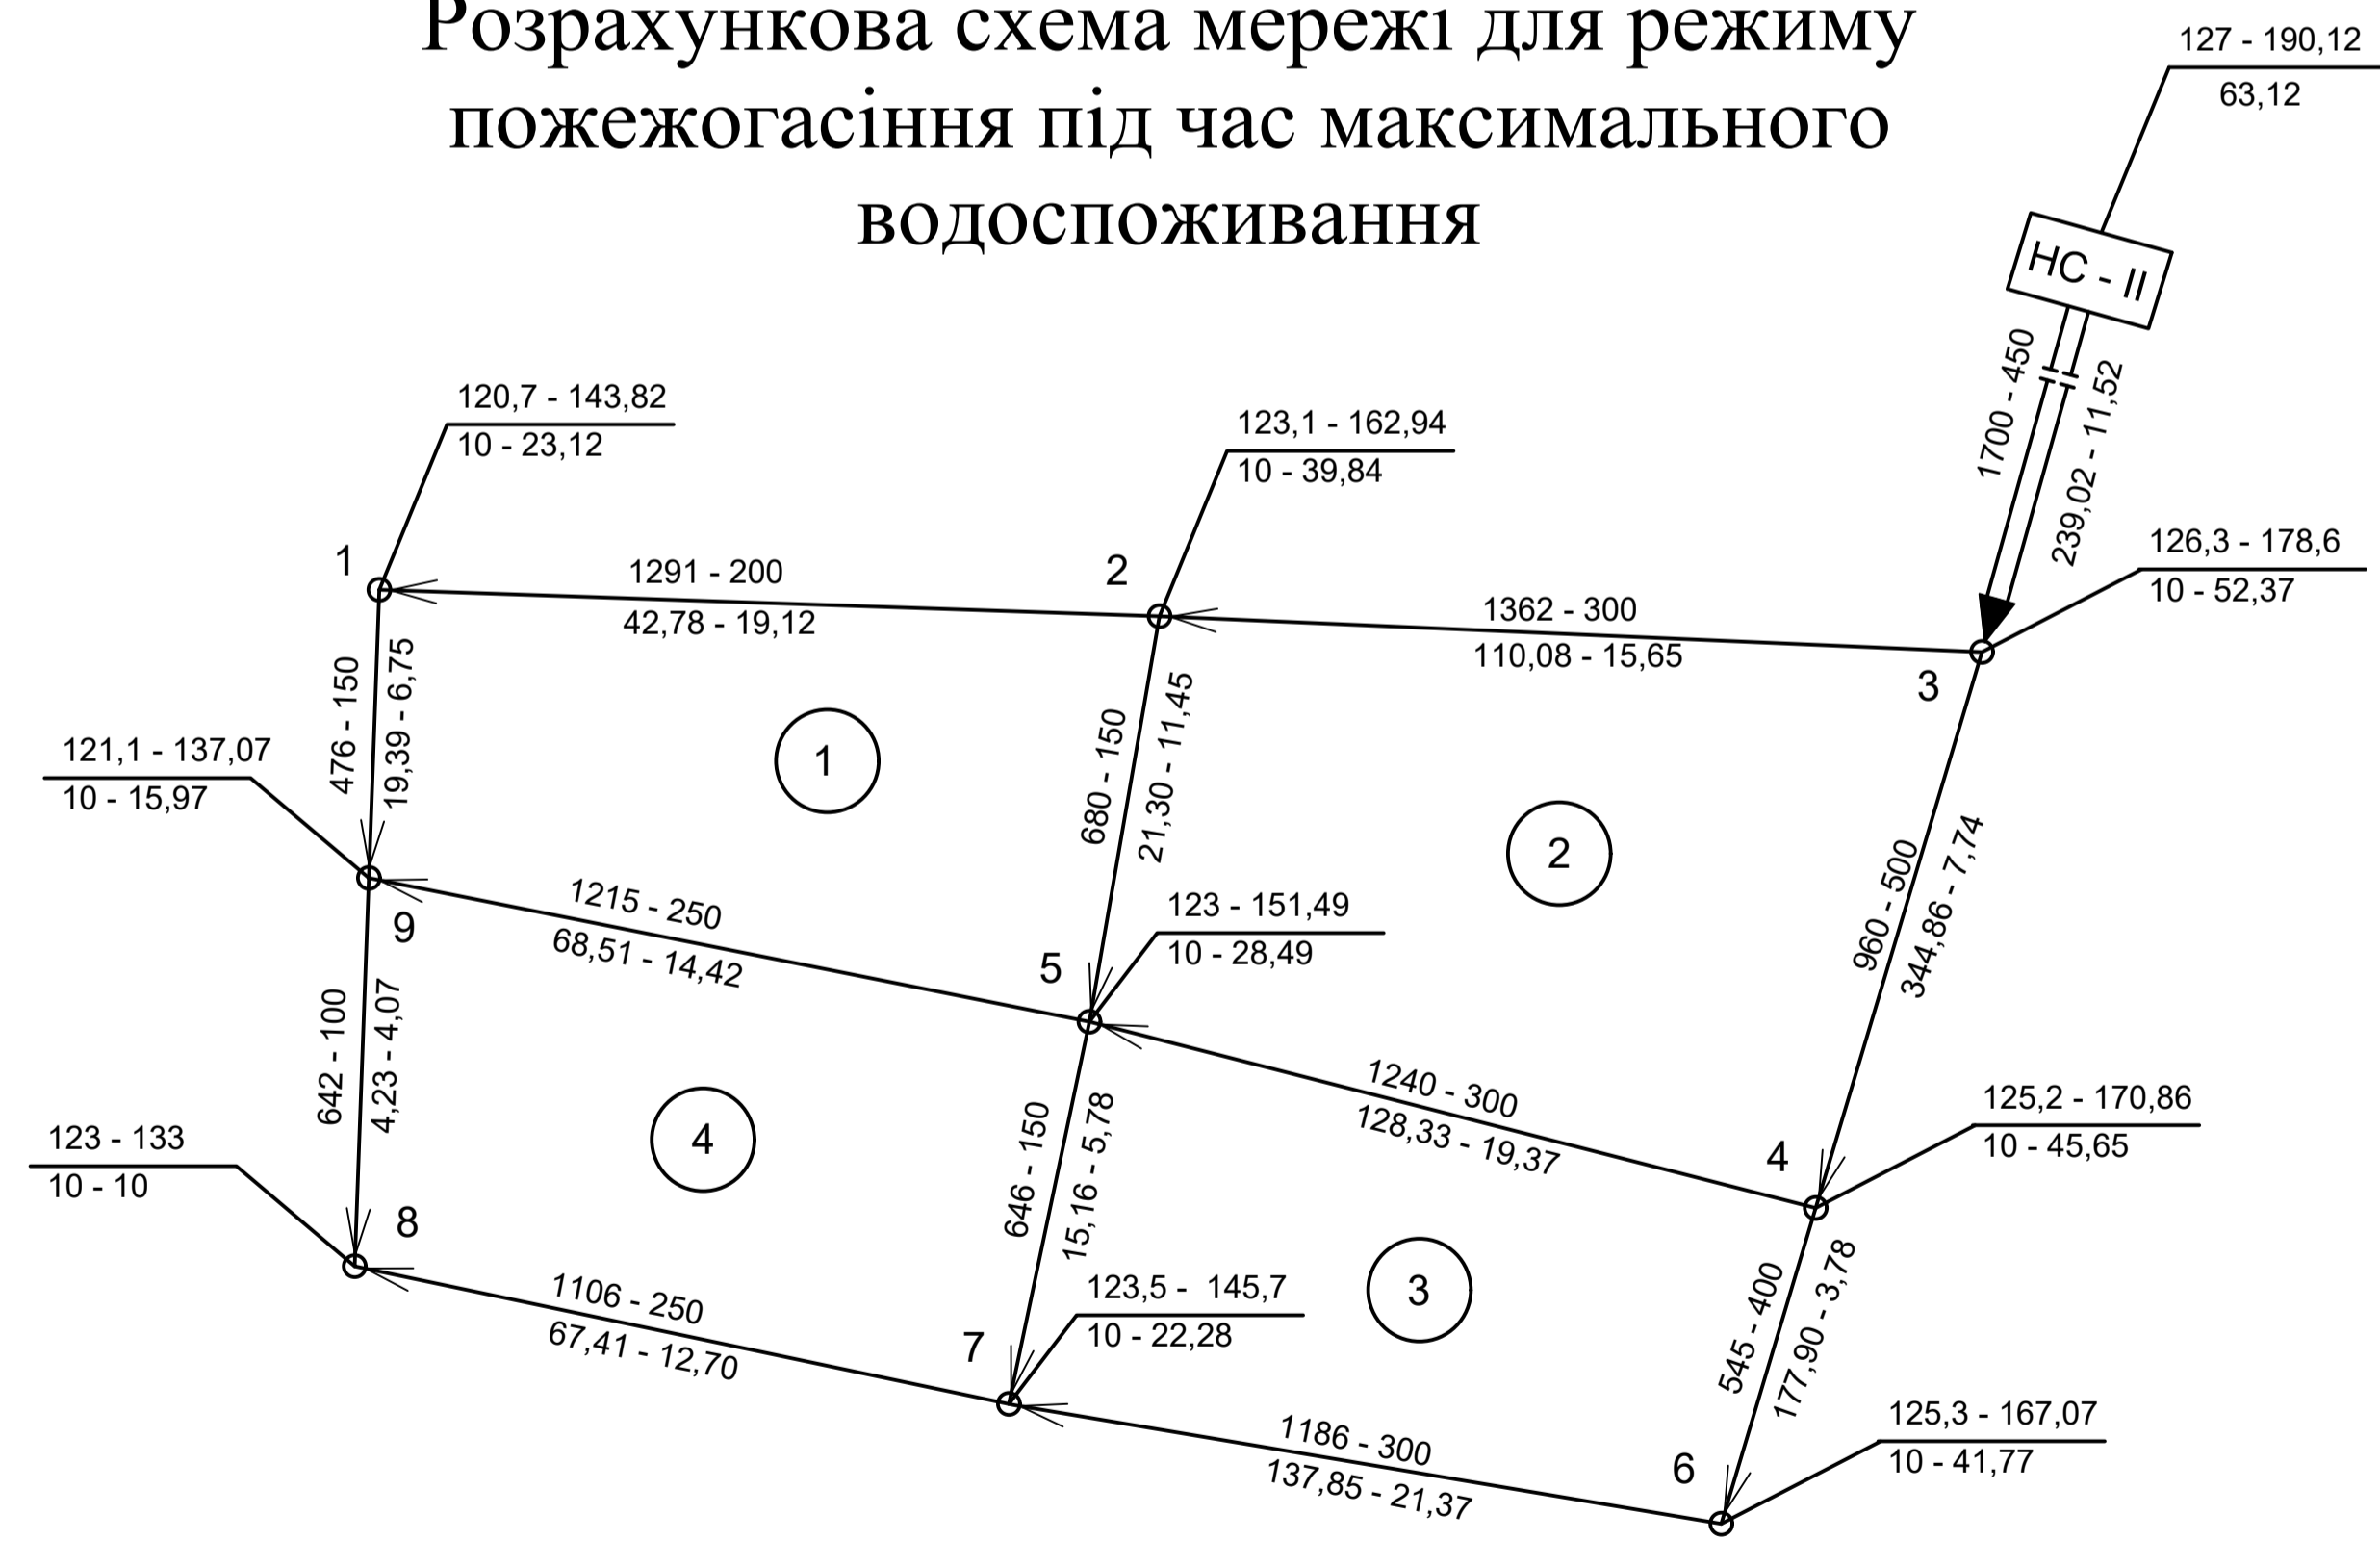 Розрахункова схема мережі для режиму
пожежогасіння під час максимального
водоспоживання
127 - 190,12
63,12
НС - II
1700 - 450
239,02 - 11,52
120,7 - 143,82
10 - 23,12
123,1 - 162,94
10 - 39,84
126,3 - 178,6
10 - 52,37
1
1291 - 200
42,78 - 19,12
2
1362 - 300
110,08 - 15,65
3
476 - 150
19,39 - 6,75
680 - 150
21,30 - 11,45
121,1 - 137,07
10 - 15,97
1
2
960 - 500
344,86 - 7,74
9
1215 - 250
68,51 - 14,42
5
123 - 151,49
10 - 28,49
642 - 100
4,23 - 4,07
1240 - 300
128,33 - 19,37
4
125,2 - 170,86
10 - 45,65
123 - 133
10 - 10
4
646 - 150
15,16 - 5,78
8
3
545 - 400
177,90 - 3,78
1106 - 250
67,41 - 12,70
7
123,5 - 145,7
10 - 22,28
1186 - 300
137,85 - 21,37
6
125,3 - 167,07
10 - 41,77